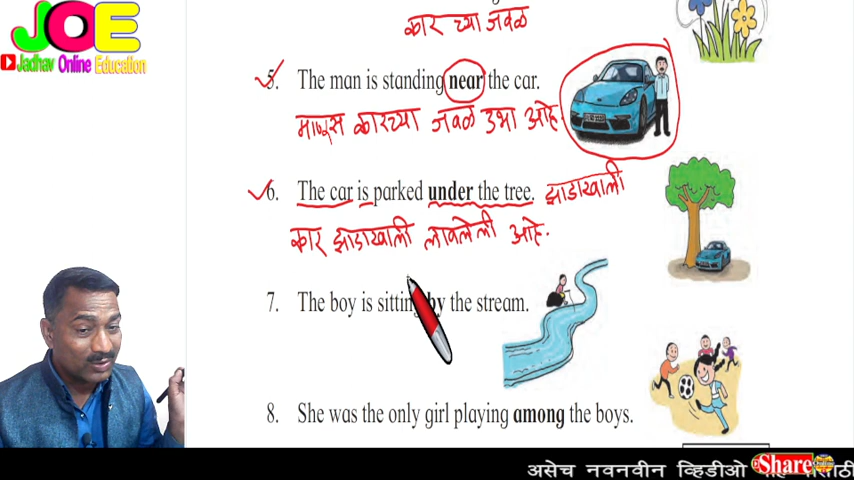 JOE
Jadhav Online Education
कार च्या जवळ
5. The man is standing near the car.
माणूस कारच्या जवळ उभा आहे.
6. The car is parked under the tree. झाडाखाली
कार झाडाखाली लावलेली आहे.
7. The boy is sitting by the stream.
8. She was the only girl playing among the boys.
असेच नवनवीन व्हिडीओ
Share